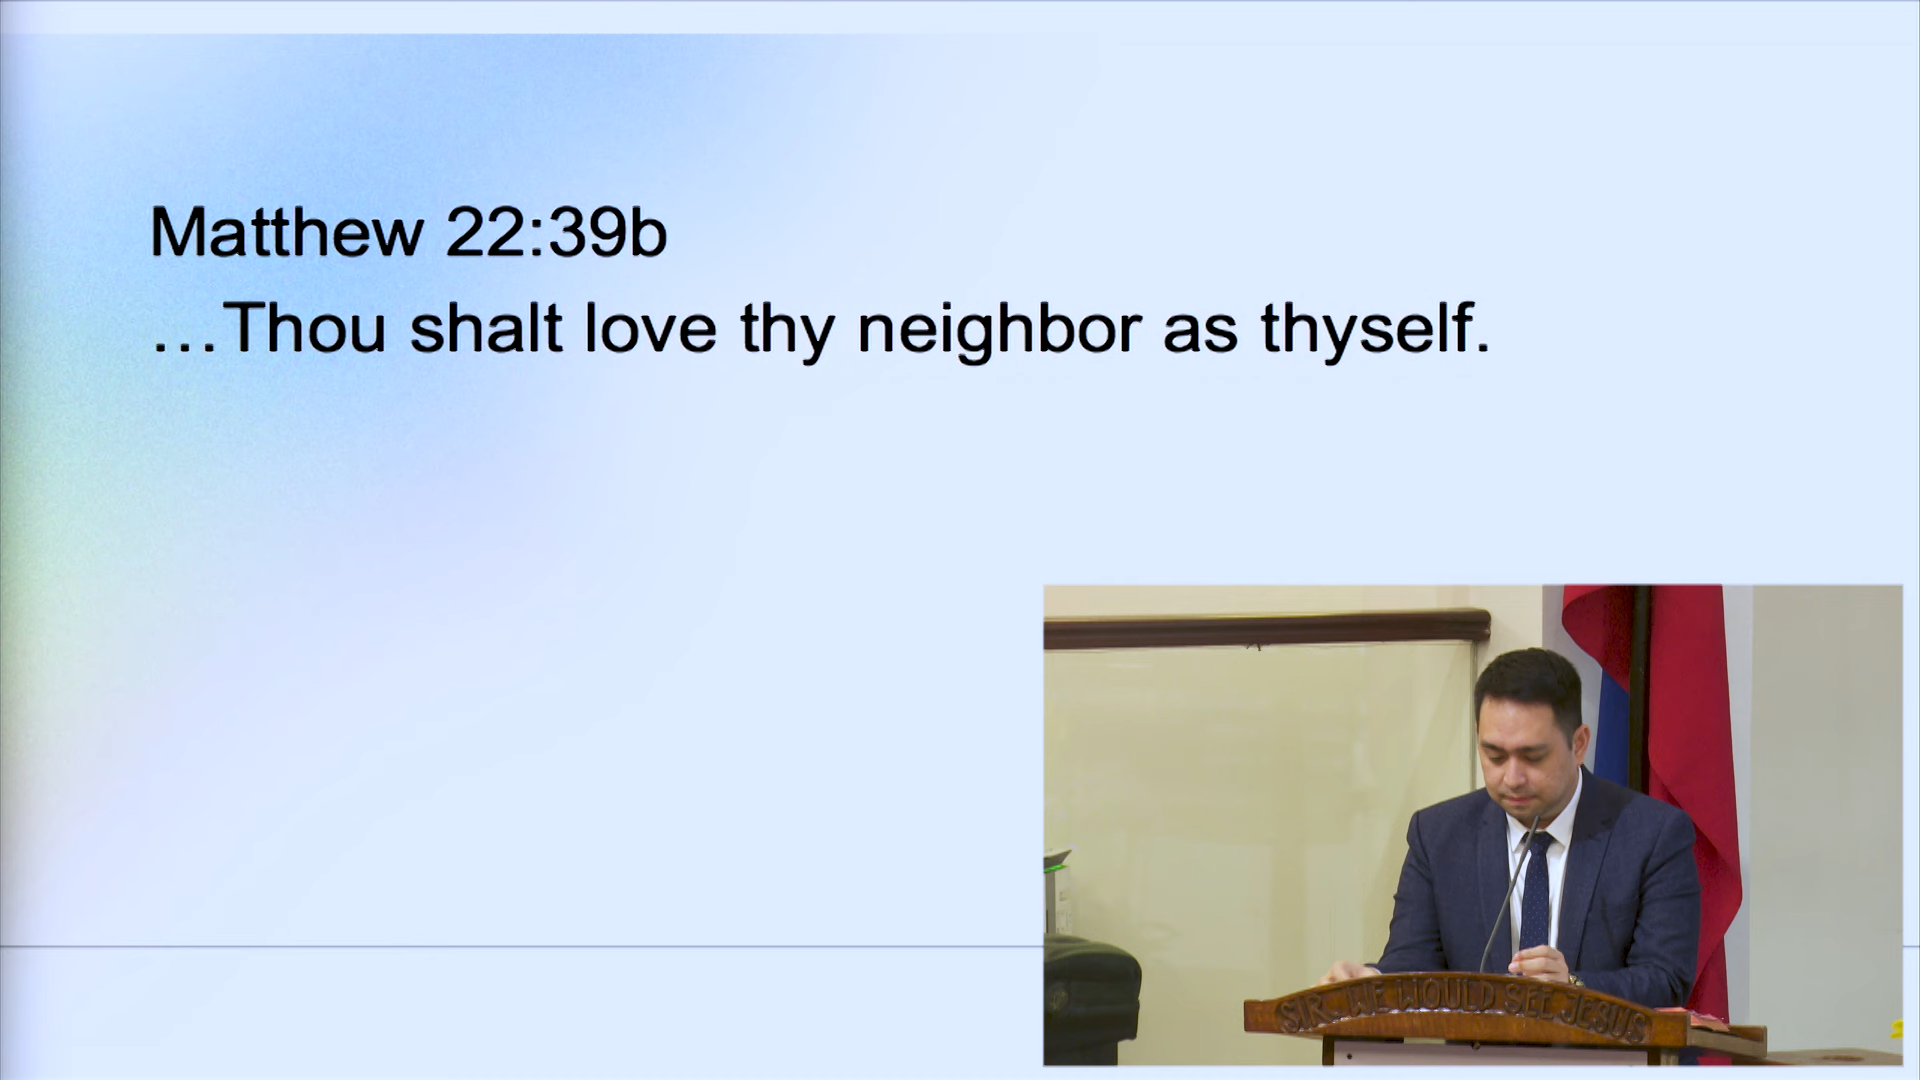 Matthew 22:39b
…Thou shalt love thy neighbor as thyself.
SIR, WE WOULD SEE JESUS